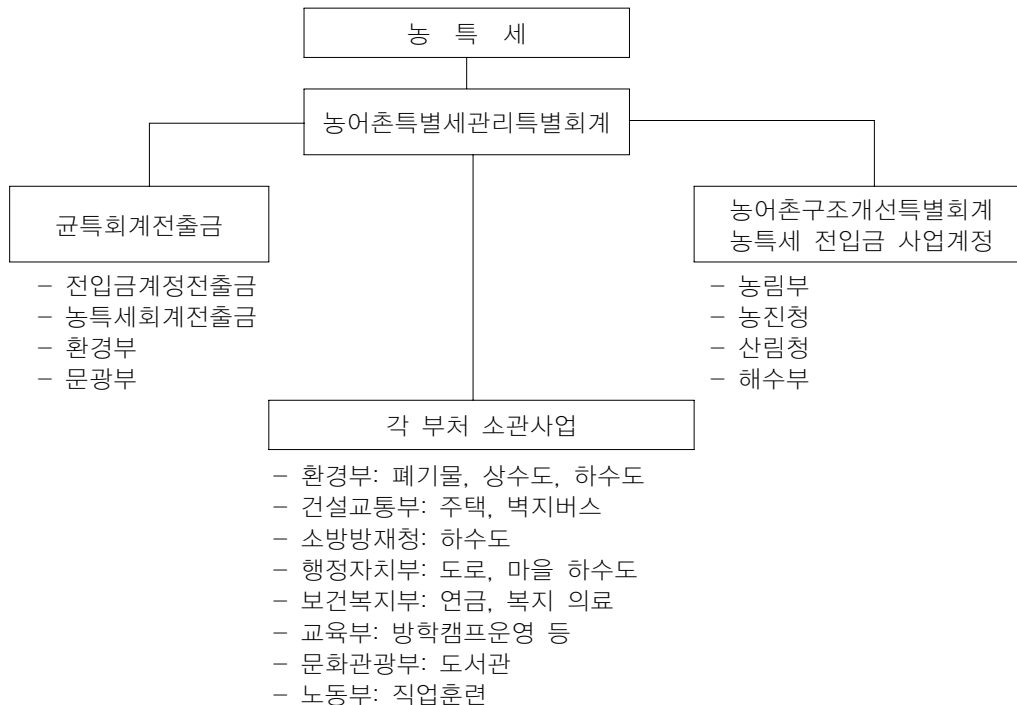 농 특 세
농어촌특별세관리특별회계
균특회계전출금
– 전입금계정전출금
– 농특세회계전출금
– 환경부
– 문광부
농어촌구조개선특별회계
농특세 전입금 사업계정
– 농림부
– 농진청
– 산림청
– 해수부
각 부처 소관사업
– 환경부: 폐기물, 상수도, 하수도
– 건설교통부: 주택, 벽지버스
– 소방방재청: 하수도
– 행정자치부: 도로, 마을 하수도
– 보건복지부: 연금, 복지 의료
– 교육부: 방학캠프운영 등
– 문화관광부: 도서관
– 노동부: 직업훈련